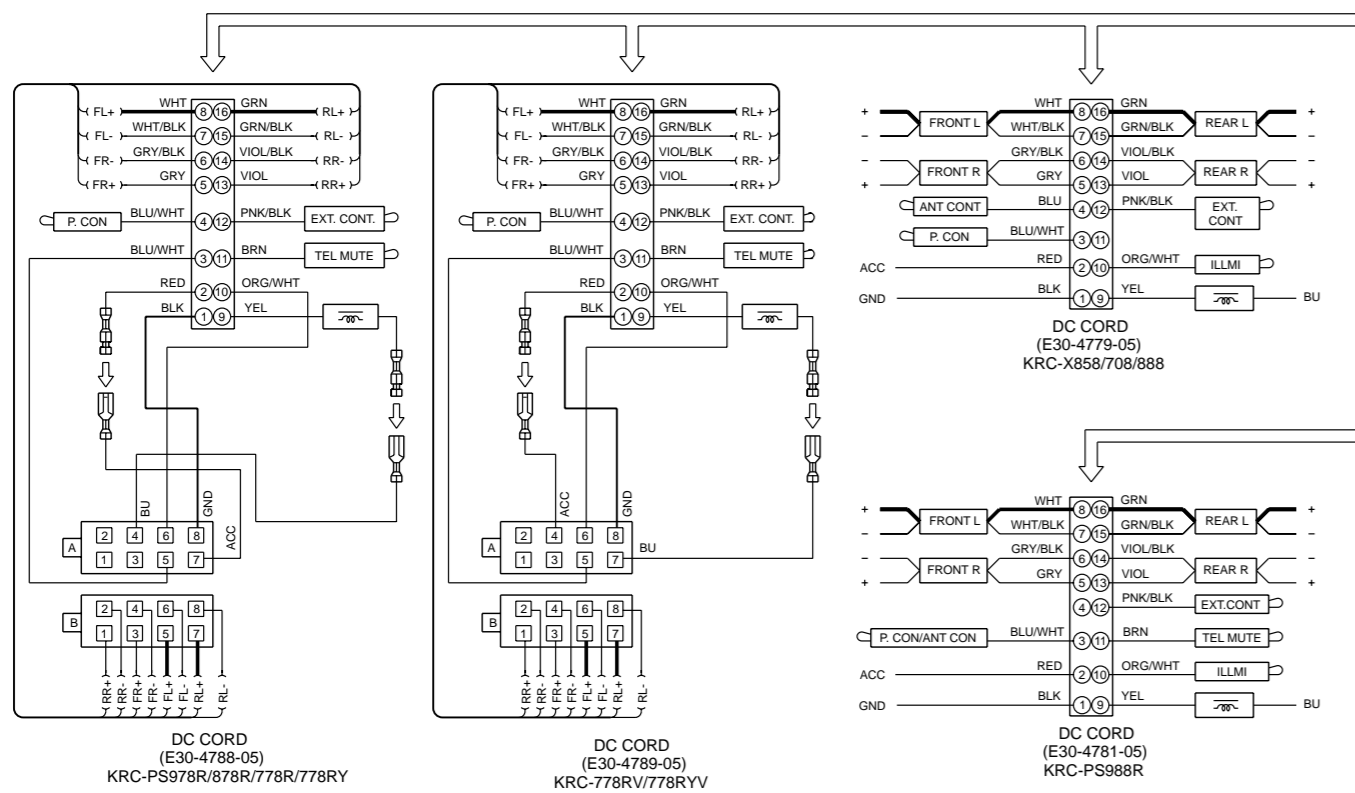 FL+ WHT 8 16 GRN RL+
FL- WHT/BLK 7 15 GRN/BLK RL-
FR- GRY/BLK 6 14 VIOL/BLK RR-
FR+ GRY 5 13 VIOL RR+
P. CON BLU/WHT 4 12 PNK/BLK EXT. CONT.
BLU/WHT 3 11 BRN TEL MUTE
RED 2 10 ORG/WHT
BLK 1 9 YEL
BU GND ACC
A 2 4 6 8
1 3 5 7
B 2 4 6 8
1 3 5 7
RR+ RR- FR+ FR- FL+ FL- RL+ RL-
DC CORD
(E30-4788-05)
KRC-PS978R/878R/778R/778RY
FL+ WHT 8 16 GRN RL+
FL- WHT/BLK 7 15 GRN/BLK RL-
FR- GRY/BLK 6 14 VIOL/BLK RR-
FR+ GRY 5 13 VIOL RR+
P. CON BLU/WHT 4 12 PNK/BLK EXT. CONT.
BLU/WHT 3 11 BRN TEL MUTE
RED 2 10 ORG/WHT
BLK 1 9 YEL
ACC GND BU
A 2 4 6 8
1 3 5 7
B 2 4 6 8
1 3 5 7
RR+ RR- FR+ FR- FL+ FL- RL+ RL-
DC CORD
(E30-4789-05)
KRC-778RV/778RYV
+ FRONT L WHT 8 16 GRN REAR L +
− WHT/BLK 7 15 GRN/BLK −
− FRONT R GRY/BLK 6 14 VIOL/BLK REAR R −
+ GRY 5 13 VIOL +
ANT CONT BLU 4 12 PNK/BLK EXT.
CONT
P. CON BLU/WHT 3 11
ACC RED 2 10 ORG/WHT ILLMI
GND BLK 1 9 YEL BU
DC CORD
(E30-4779-05)
KRC-X858/708/888
+ FRONT L WHT 8 16 GRN REAR L +
− WHT/BLK 7 15 GRN/BLK −
− FRONT R GRY/BLK 6 14 VIOL/BLK REAR R −
+ GRY 5 13 VIOL +
4 12 PNK/BLK EXT.CONT
P. CON/ANT CON BLU/WHT 3 11 BRN TEL MUTE
ACC RED 2 10 ORG/WHT ILLMI
GND BLK 1 9 YEL BU
DC CORD
(E30-4781-05)
KRC-PS988R